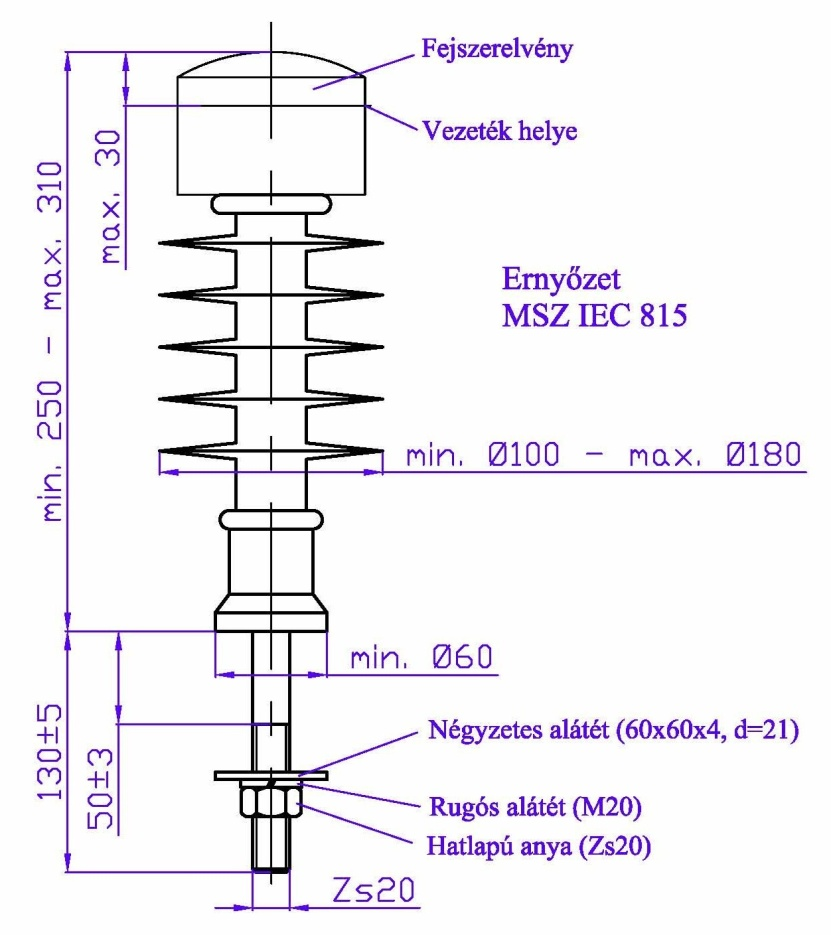 Fejszerelvény
Vezeték helye
max. 30
min. 250 - max. 310
Ernyőzet
MSZ IEC 815
min. Ø100 - max. Ø180
min. Ø60
130±5
50±3
Négyzetes alátét (60x60x4, d=21)
Rugós alátét (M20)
Hatlapú anya (Zs20)
Zs20